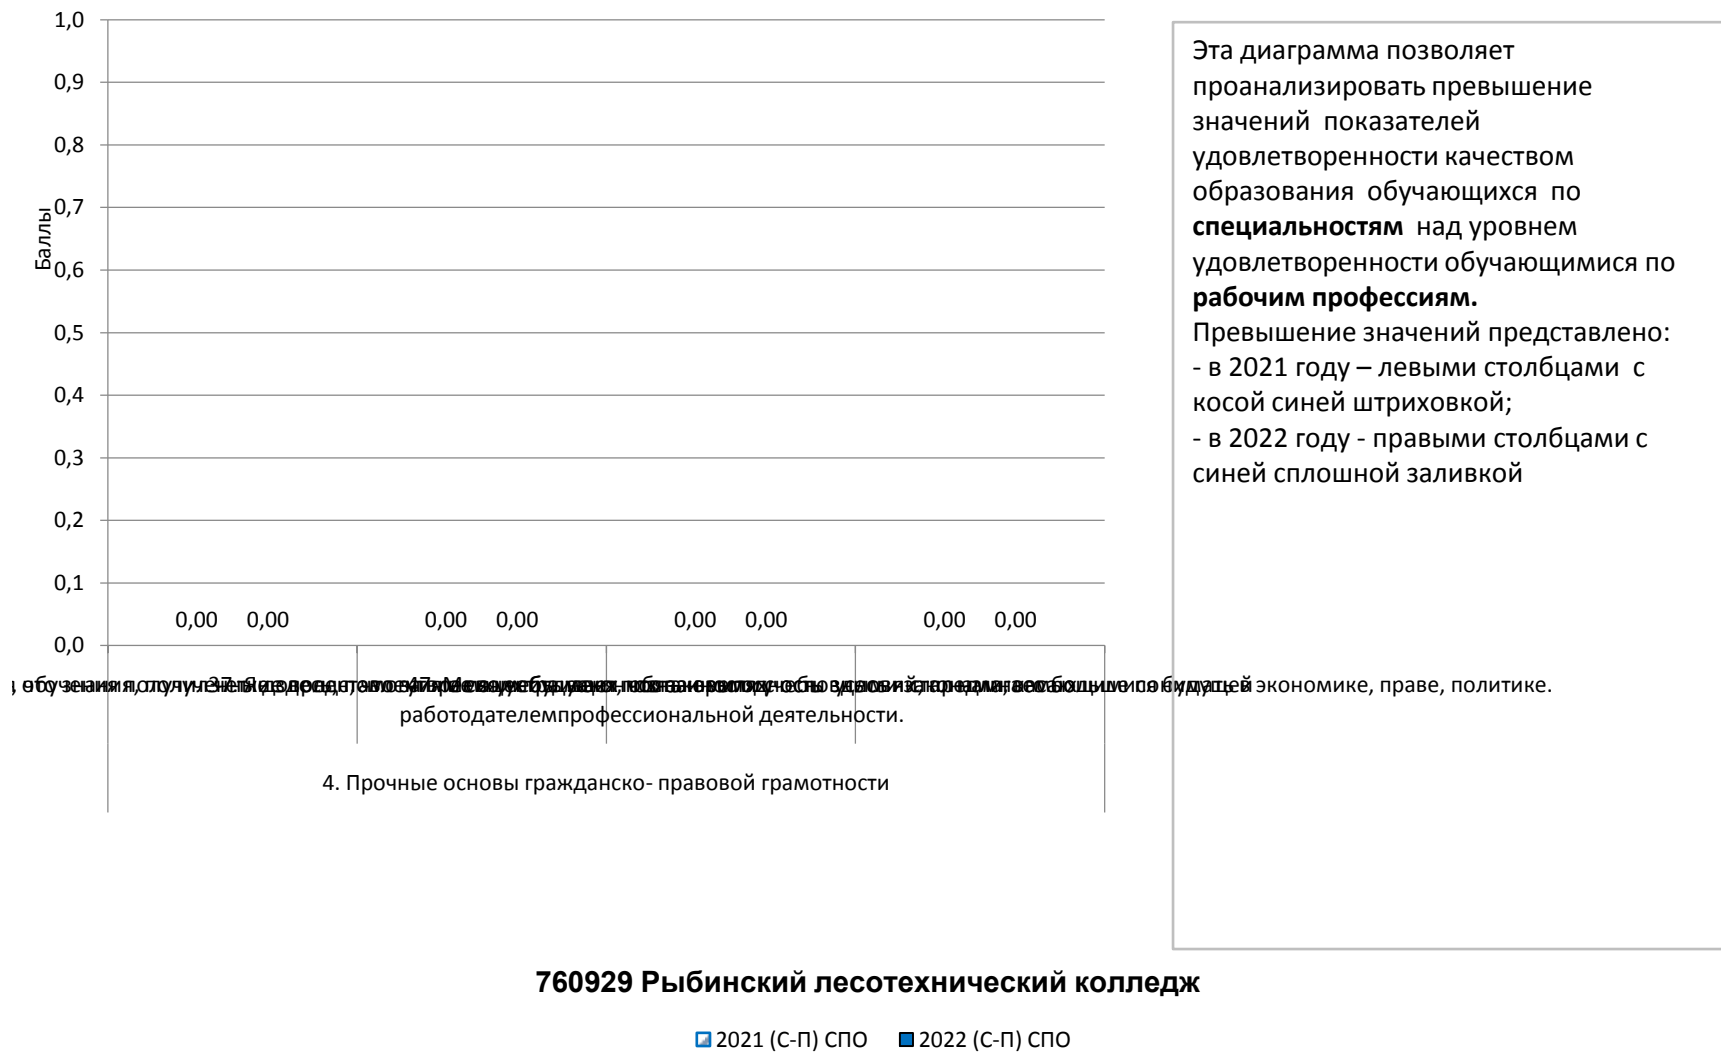 1,0
0,9
0,8
0,7
0,6
0,5
0,4
0,3
0,2
0,1
0,0
Баллы
0,00 0,00 0,00 0,00 0,00 0,00 0,00 0,00
экономике, праве, политике.
работодателем профессиональной деятельности.
4. Прочные основы гражданско- правовой грамотности
Эта диаграмма позволяет
проанализировать превышение
значений показателей
удовлетворенности качеством
образования обучающихся по
специальностям над уровнем
удовлетворенности обучающимися по
рабочим профессиям.
Превышение значений представлено:
- в 2021 году – левыми столбцами с
косой синей штриховкой;
- в 2022 году - правыми столбцами с
синей сплошной заливкой
760929 Рыбинский лесотехнический колледж
2021 (С-П) СПО 2022 (С-П) СПО